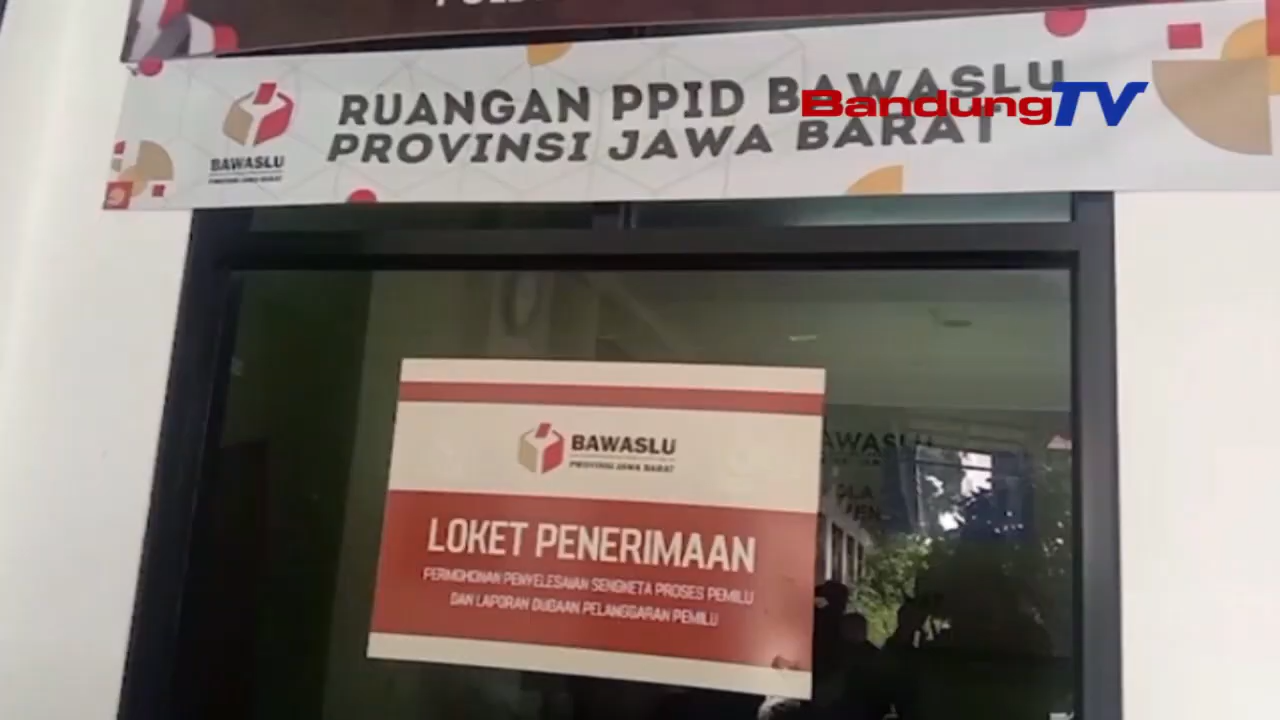 RUANGAN PPID BAWASLU
PROVINSI JAWA BARAT
BandungTV
BAWASLU
PROVINSI JAWA BARAT
BAWASLU
PROVINSI JAWA BARAT
LOKET PENERIMAAN
PERMOHONAN PENYELESAIAN SENGKETA PROSES PEMILU
DAN LAPORAN DUGAAN PELANGGARAN PEMILU
AWASLU